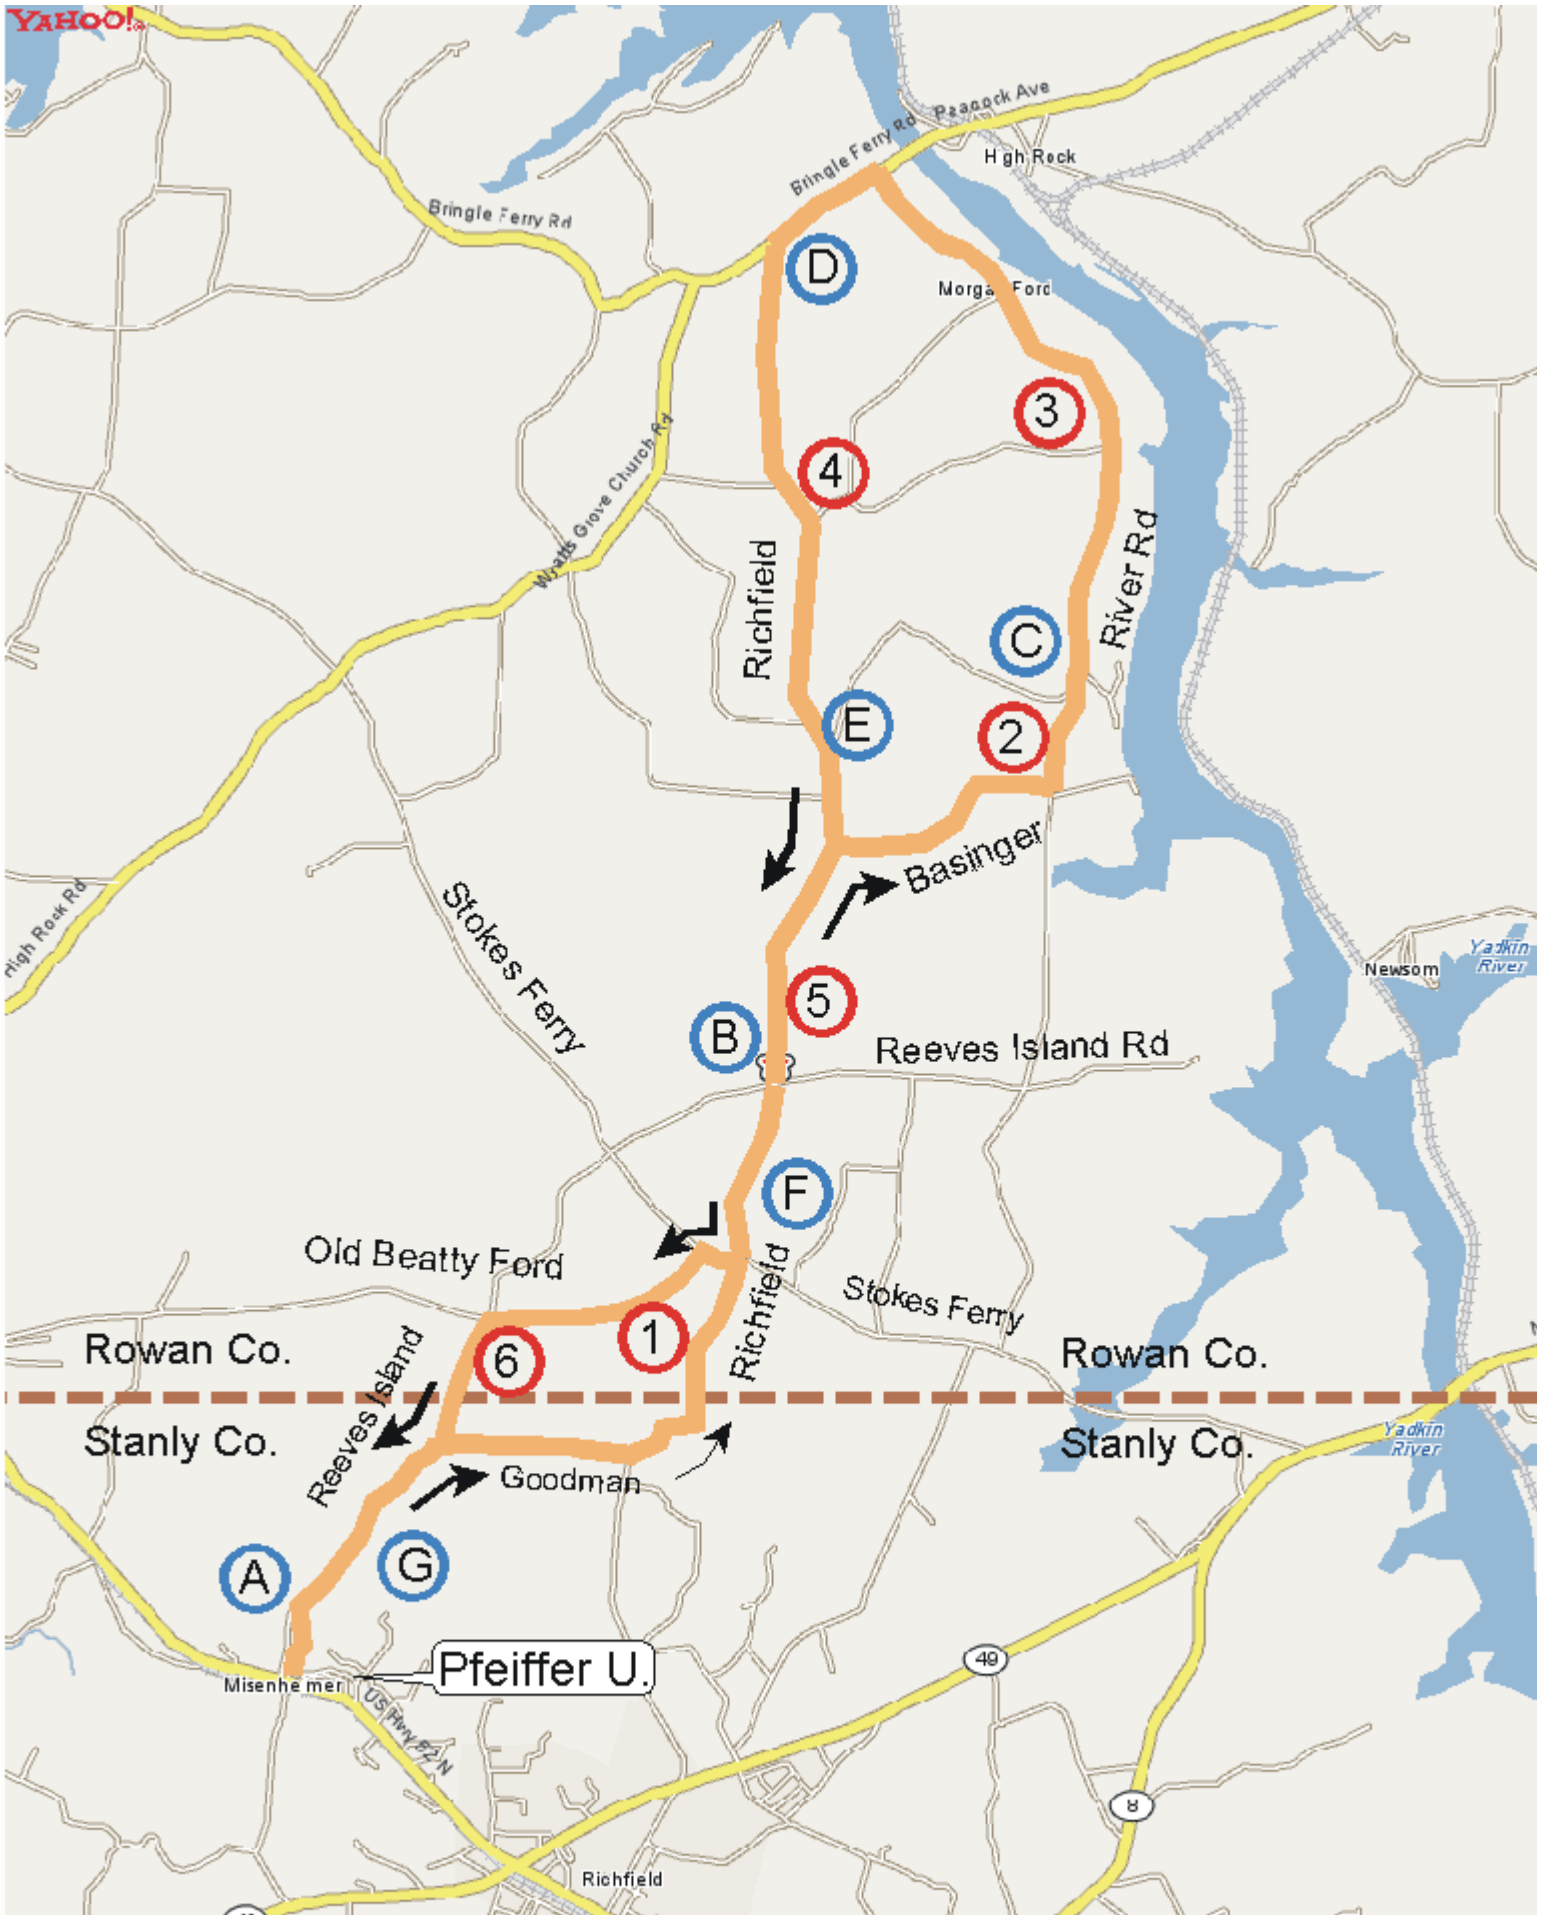 YAHOO!
Peacock Ave
Bringle Ferry Rd
High Rock
Bringle Ferry Rd
D
Morgan Ford
3
Wyatts Grove Church Rd
4
Richfield
River Rd
C
E
2
Basinger
High Rock Rd
Stokes Ferry
Newsom
Yadkin
River
5
B
Reeves Island Rd
F
Old Beatty Ford
Richfield
Stokes Ferry
1
6
Rowan Co.
Rowan Co.
Reeves Island
Stanly Co.
Stanly Co.
Yadkin
River
Goodman
A
G
Pfeiffer U.
Misenheimer
49
US Hwy 52 N
8
Richfield